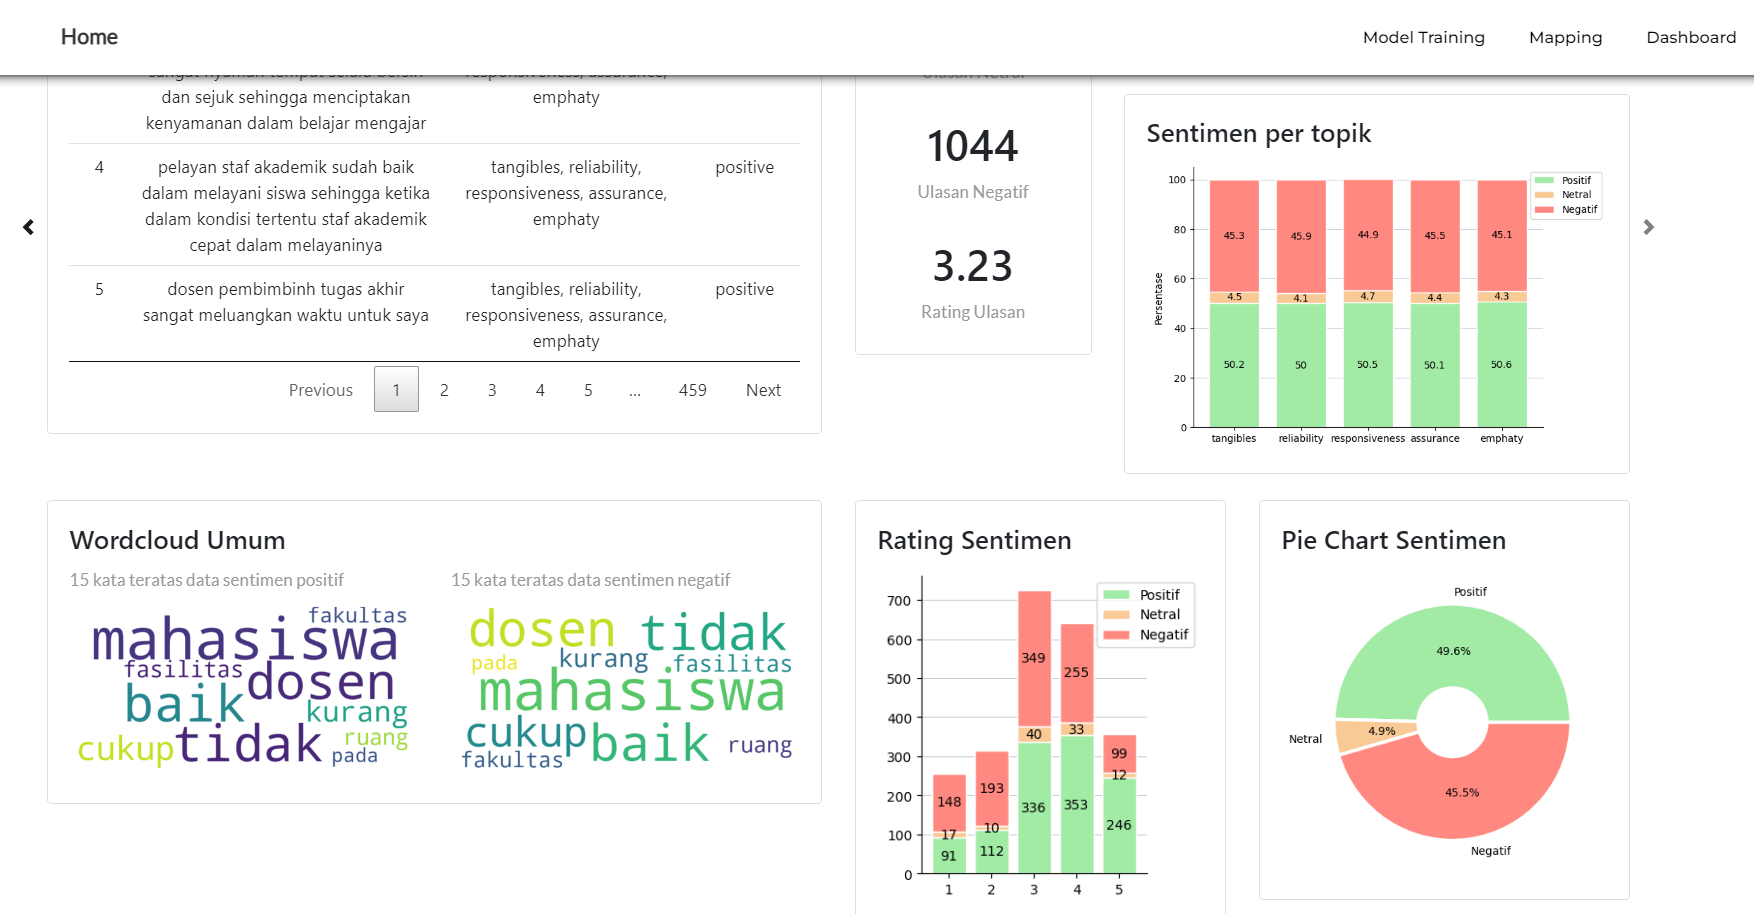 Home
Model Training
Mapping
Dashboard
sangat nyaman tempat selalu bersih
responsiveness, assurance,
dan sejuk sehingga menciptakan
emphaty
kenyamanan dalam belajar mengajar
4
pelayan staf akademik sudah baik
tangibles, reliability,
positive
dalam melayani siswa sehingga ketika
responsiveness, assurance,
dalam kondisi tertentu staf akademik
emphaty
cepat dalam melayaninya
5
dosen pembimbinh tugas akhir
tangibles, reliability,
positive
sangat meluangkan waktu untuk saya
responsiveness, assurance,
emphaty
Previous 1 2 3 4 5 ... 459 Next
Ulasan Netral
1044
Ulasan Negatif
3.23
Rating Ulasan
Sentimen per topik
Positif
Netral
Negatif
Persentase
100
80
60
40
20
0
45.3 45.9 44.9 45.5 45.1
4.5 4.1 4.7 4.4 4.3
50.2 50 50.5 50.1 50.6
tangibles reliability responsiveness assurance emphaty
Wordcloud Umum
15 kata teratas data sentimen positif
fakultas
mahasiswa
fasilitas
dosen
baik
kurang
cukup
tidak
ruang
pada
15 kata teratas data sentimen negatif
dosen
tidak
pada
kurang
fasilitas
mahasiswa
cukup
baik
ruang
fakultas
Rating Sentimen
Positif
Netral
Negatif
700
600
500
400
300
200
100
0
148 193 349 255 99
17 10 40 33 12
91 112 336 353 246
1 2 3 4 5
Pie Chart Sentimen
Positif
49.6%
Netral
4.9%
45.5%
Negatif